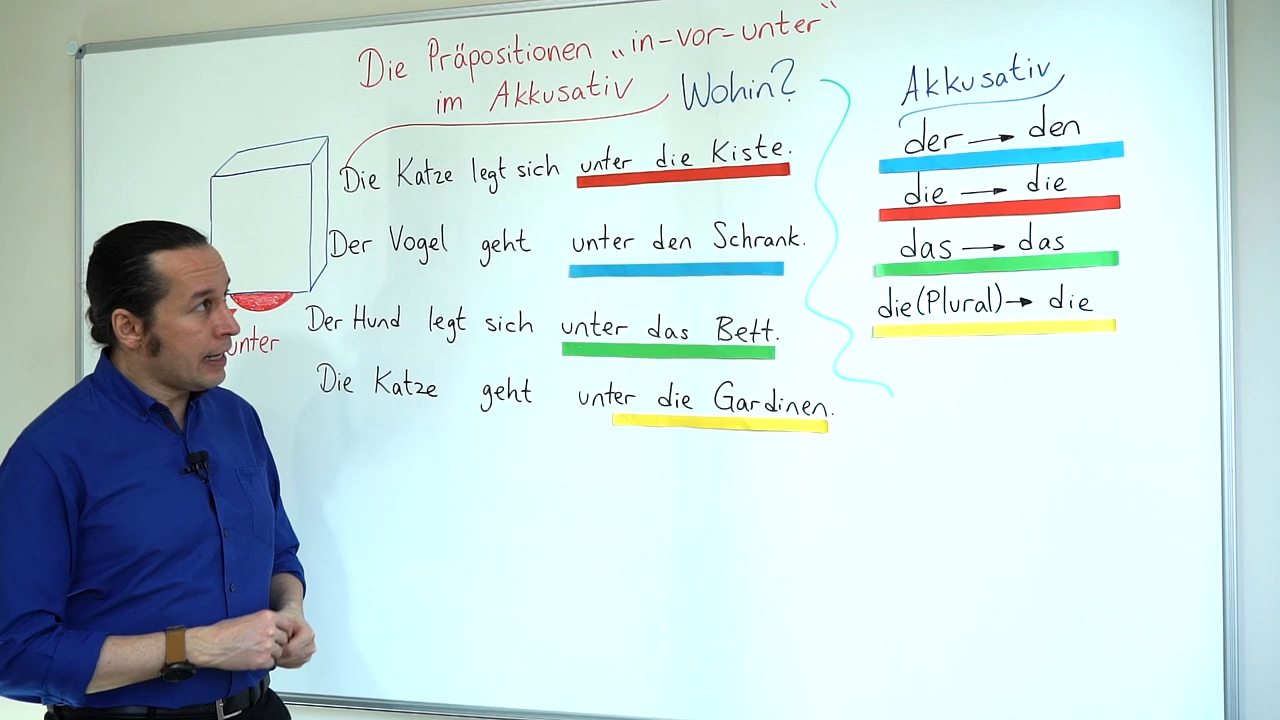 Die Präpositionen „in-vor-unter“
im Akkusativ Wohin?
Die Katze legt sich unter die Kiste.
Der Vogel geht unter den Schrank.
Der Hund legt sich unter das Bett.
Die Katze geht unter die Gardinen.
unter
Akkusativ
der → den
die → die
das → das
die (Plural) → die